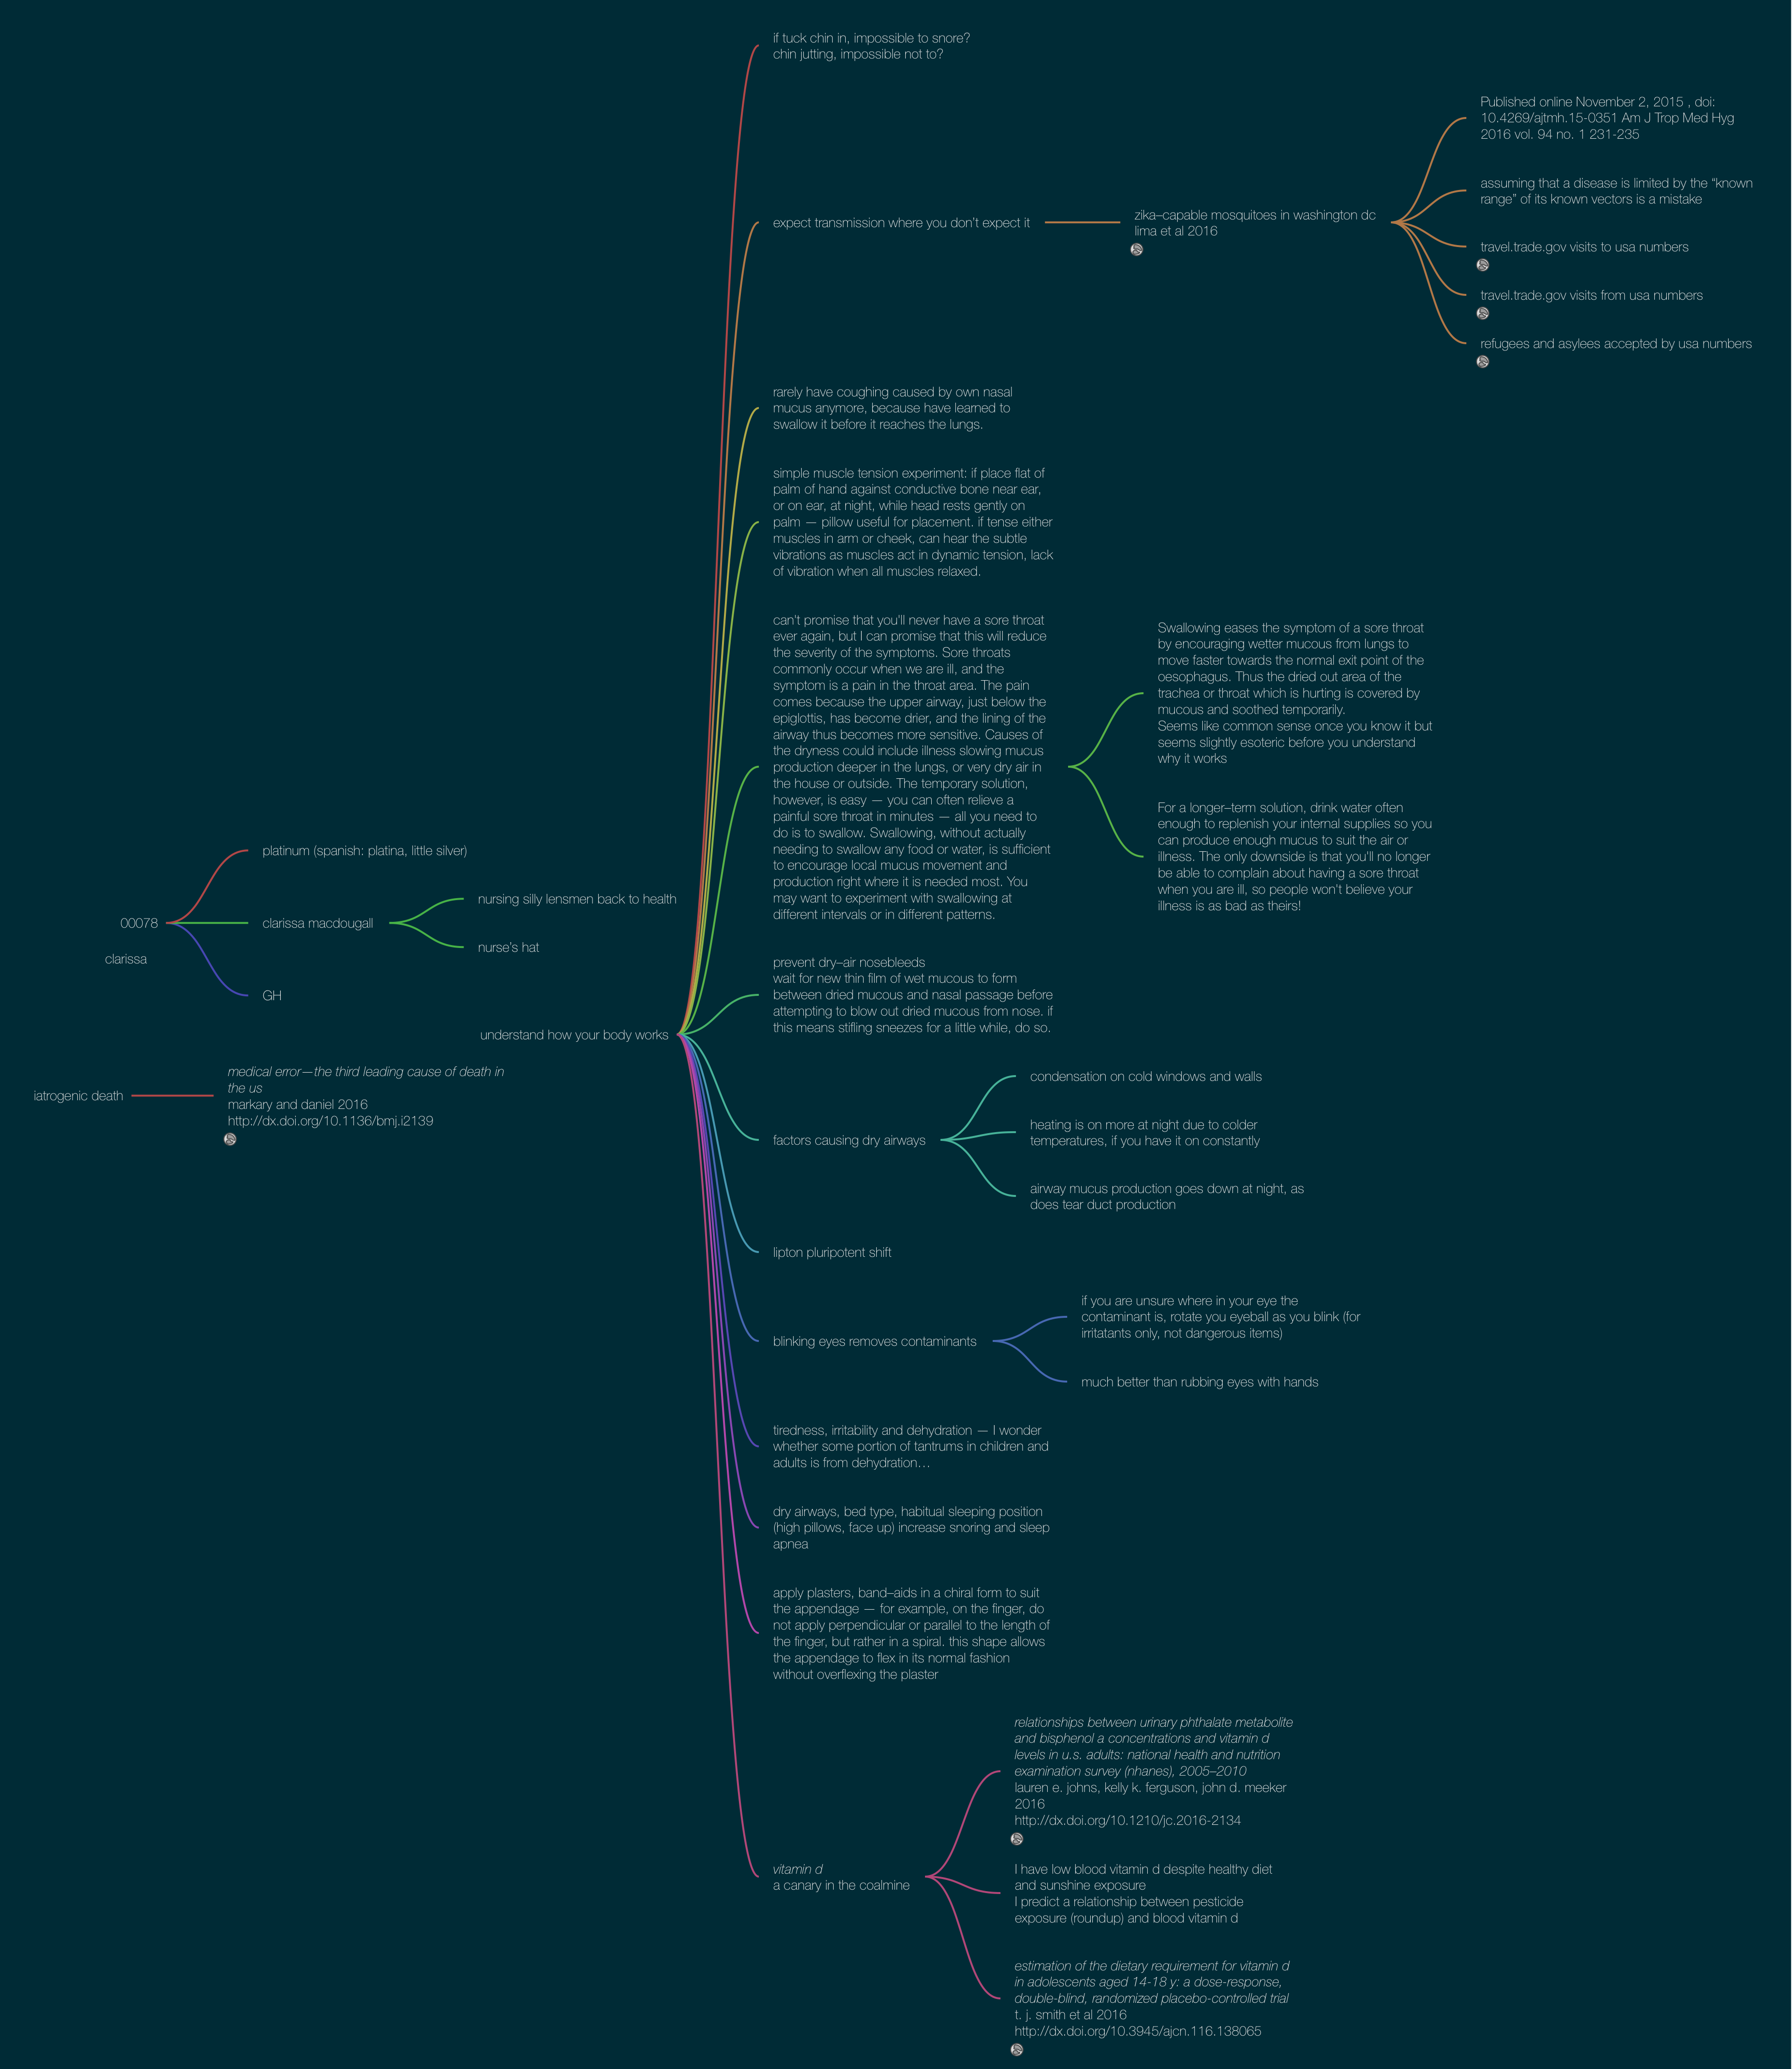 if tuck chin in, impossible to snore?
chin jutting, impossible not to?
expect transmission where you don't expect it
zika–capable mosquitoes in washington dc
lima et al 2016
Published online November 2, 2015 , doi:
10.4269/ajtmh.15-0351 Am J Trop Med Hyg
2016 vol. 94 no. 1 231-235
assuming that a disease is limited by the “known
range” of its known vectors is a mistake
travel.trade.gov visits to usa numbers
travel.trade.gov visits from usa numbers
refugees and asylees accepted by usa numbers
rarely have coughing caused by own nasal
mucus anymore, because have learned to
swallow it before it reaches the lungs.
simple muscle tension experiment: if place flat of
palm of hand against conductive bone near ear,
or on ear, at night, while head rests gently on
palm — pillow useful for placement. if tense either
muscles in arm or cheek, can hear the subtle
vibrations as muscles act in dynamic tension, lack
of vibration when all muscles relaxed.
can't promise that you'll never have a sore throat
ever again, but I can promise that this will reduce
the severity of the symptoms. Sore throats
commonly occur when we are ill, and the
symptom is a pain in the throat area. The pain
comes because the upper airway, just below the
epiglottis, has become drier, and the lining of the
airway thus becomes more sensitive. Causes of
the dryness could include illness slowing mucus
production deeper in the lungs, or very dry air in
the house or outside. The temporary solution,
however, is easy — you can often relieve a
painful sore throat in minutes — all you need to
do is to swallow. Swallowing, without actually
needing to swallow any food or water, is sufficient
to encourage local mucus movement and
production right where it is needed most. You
may want to experiment with swallowing at
different intervals or in different patterns.
Swallowing eases the symptom of a sore throat
by encouraging wetter mucous from lungs to
move faster towards the normal exit point of the
oesophagus. Thus the dried out area of the
trachea or throat which is hurting is covered by
mucous and soothed temporarily.
Seems like common sense once you know it but
seems slightly esoteric before you understand
why it works
For a longer–term solution, drink water often
enough to replenish your internal supplies so you
can produce enough mucus to suit the air or
illness. The only downside is that you'll no longer
be able to complain about having a sore throat
when you are ill, so people won't believe your
illness is as bad as theirs!
platinum (spanish: platina, little silver)
00078
clarissa
clarissa macdougall
nursing silly lensmen back to health
nurse's hat
GH
understand how your body works
iatrogenic death
medical error—the third leading cause of death in
the us
markary and daniel 2016
http://dx.doi.org/10.1136/bmj.i2139
prevent dry–air nosebleeds
wait for new thin film of wet mucous to form
between dried mucous and nasal passage before
attempting to blow out dried mucous from nose. if
this means stifling sneezes for a little while, do so.
factors causing dry airways
condensation on cold windows and walls
heating is on more at night due to colder
temperatures, if you have it on constantly
airway mucus production goes down at night, as
does tear duct production
lipton pluripotent shift
blinking eyes removes contaminants
if you are unsure where in your eye the
contaminant is, rotate you eyeball as you blink (for
irritatants only, not dangerous items)
much better than rubbing eyes with hands
tiredness, irritability and dehydration — I wonder
whether some portion of tantrums in children and
adults is from dehydration…
dry airways, bed type, habitual sleeping position
(high pillows, face up) increase snoring and sleep
apnea
apply plasters, band–aids in a chiral form to suit
the appendage — for example, on the finger, do
not apply perpendicular or parallel to the length of
the finger, but rather in a spiral. this shape allows
the appendage to flex in its normal fashion
without overflexing the plaster
vitamin d
a canary in the coalmine
relationships between urinary phthalate metabolite
and bisphenol a concentrations and vitamin d
levels in u.s. adults: national health and nutrition
examination survey (nhanes), 2005–2010
lauren e. johns, kelly k. ferguson, john d. meeker
2016
http://dx.doi.org/10.1210/jc.2016-2134
I have low blood vitamin d despite healthy diet
and sunshine exposure
I predict a relationship between pesticide
exposure (roundup) and blood vitamin d
estimation of the dietary requirement for vitamin d
in adolescents aged 14-18 y: a dose-response,
double-blind, randomized placebo-controlled trial
t. j. smith et al 2016
http://dx.doi.org/10.3945/ajcn.116.138065